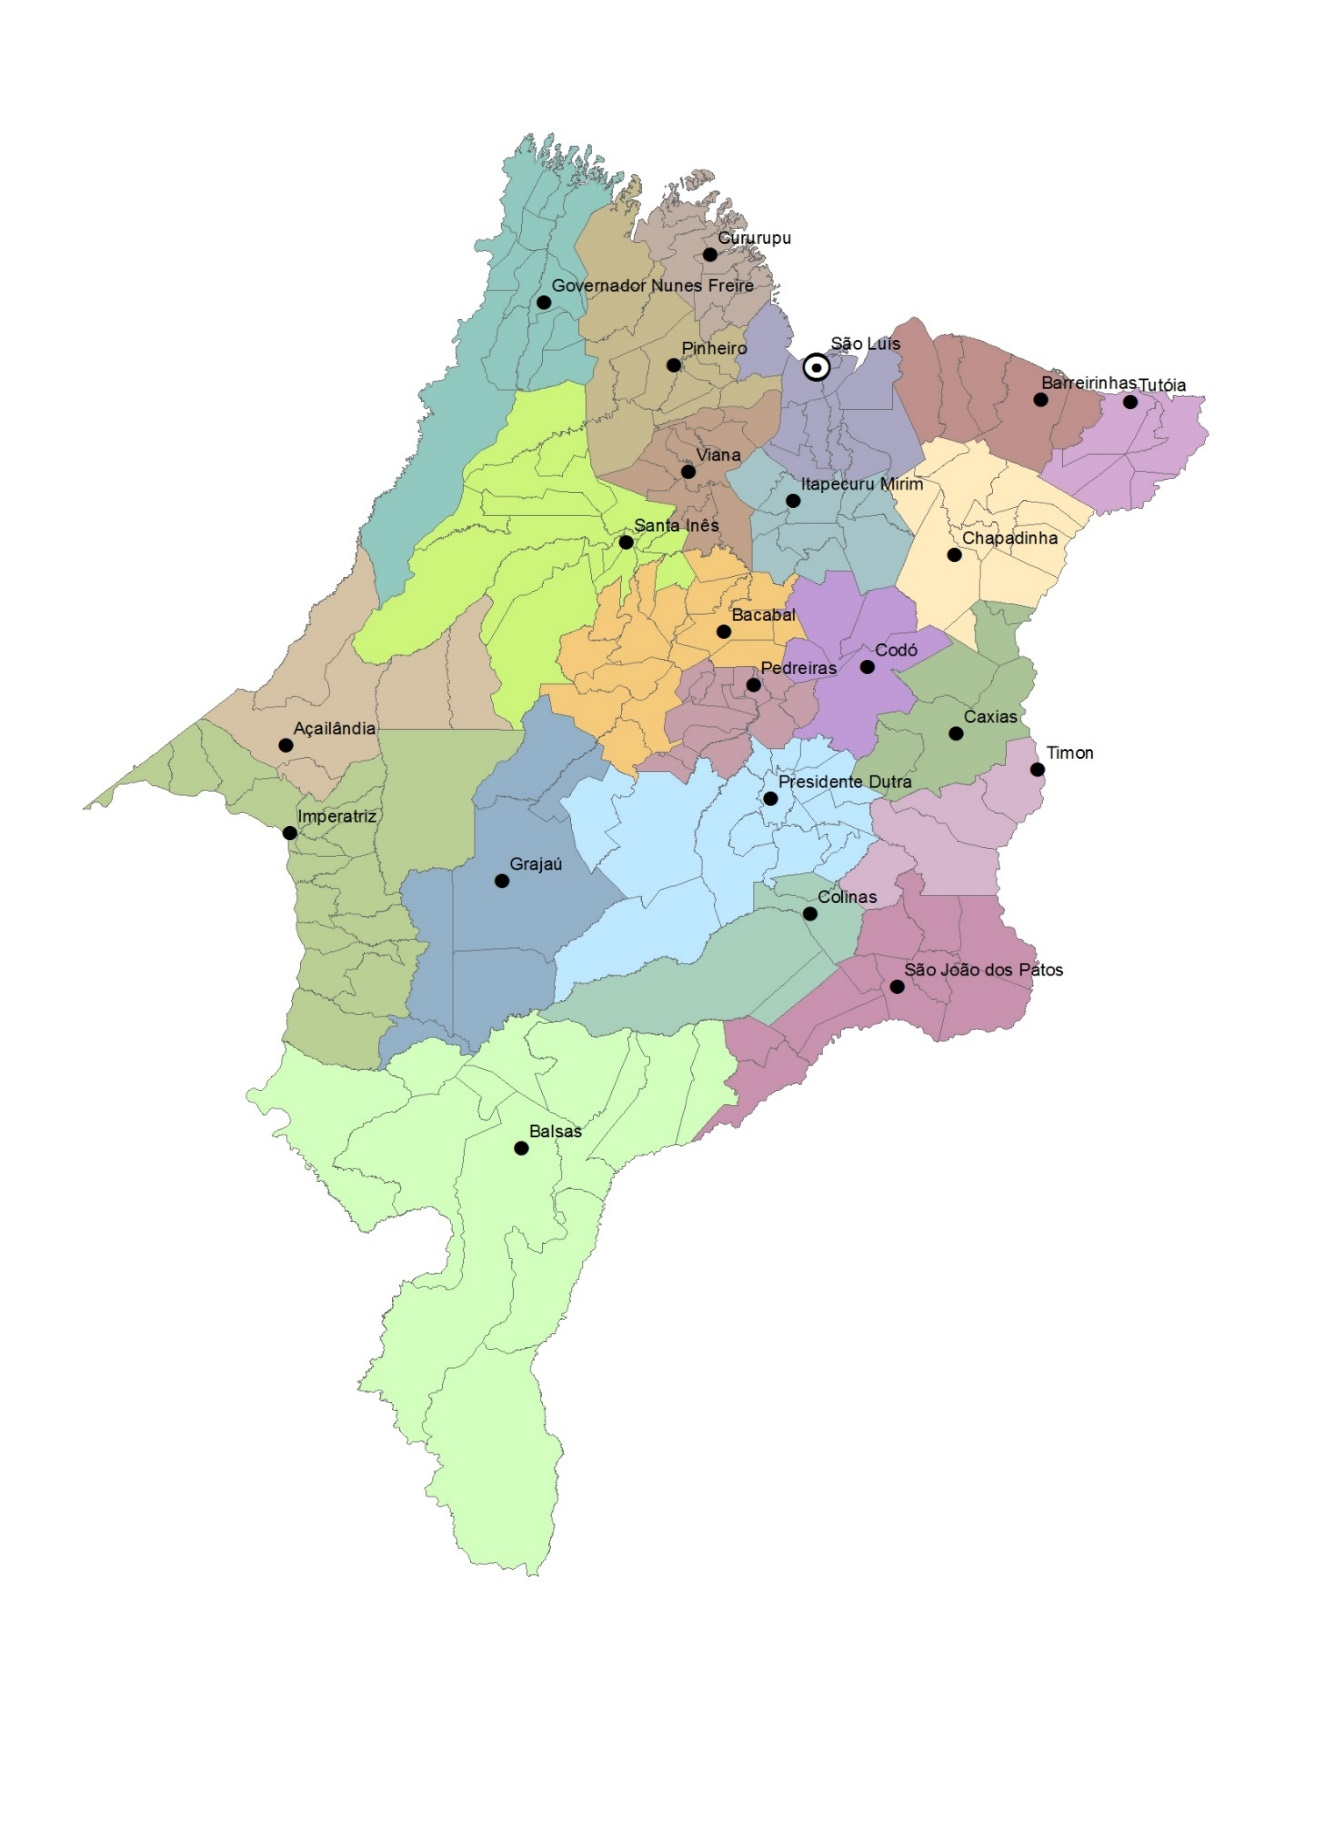 Cururupu
Governador Nunes Freire
São Luís
Pinheiro
Barreirinhas
Tutóia
Viana
Itapecuru Mirim
Santa Inês
Chapadinha
Bacabal
Codó
Pedreiras
Caxias
Açailândia
Timon
Presidente Dutra
Imperatriz
Grajaú
Colinas
São João dos Patos
Balsas